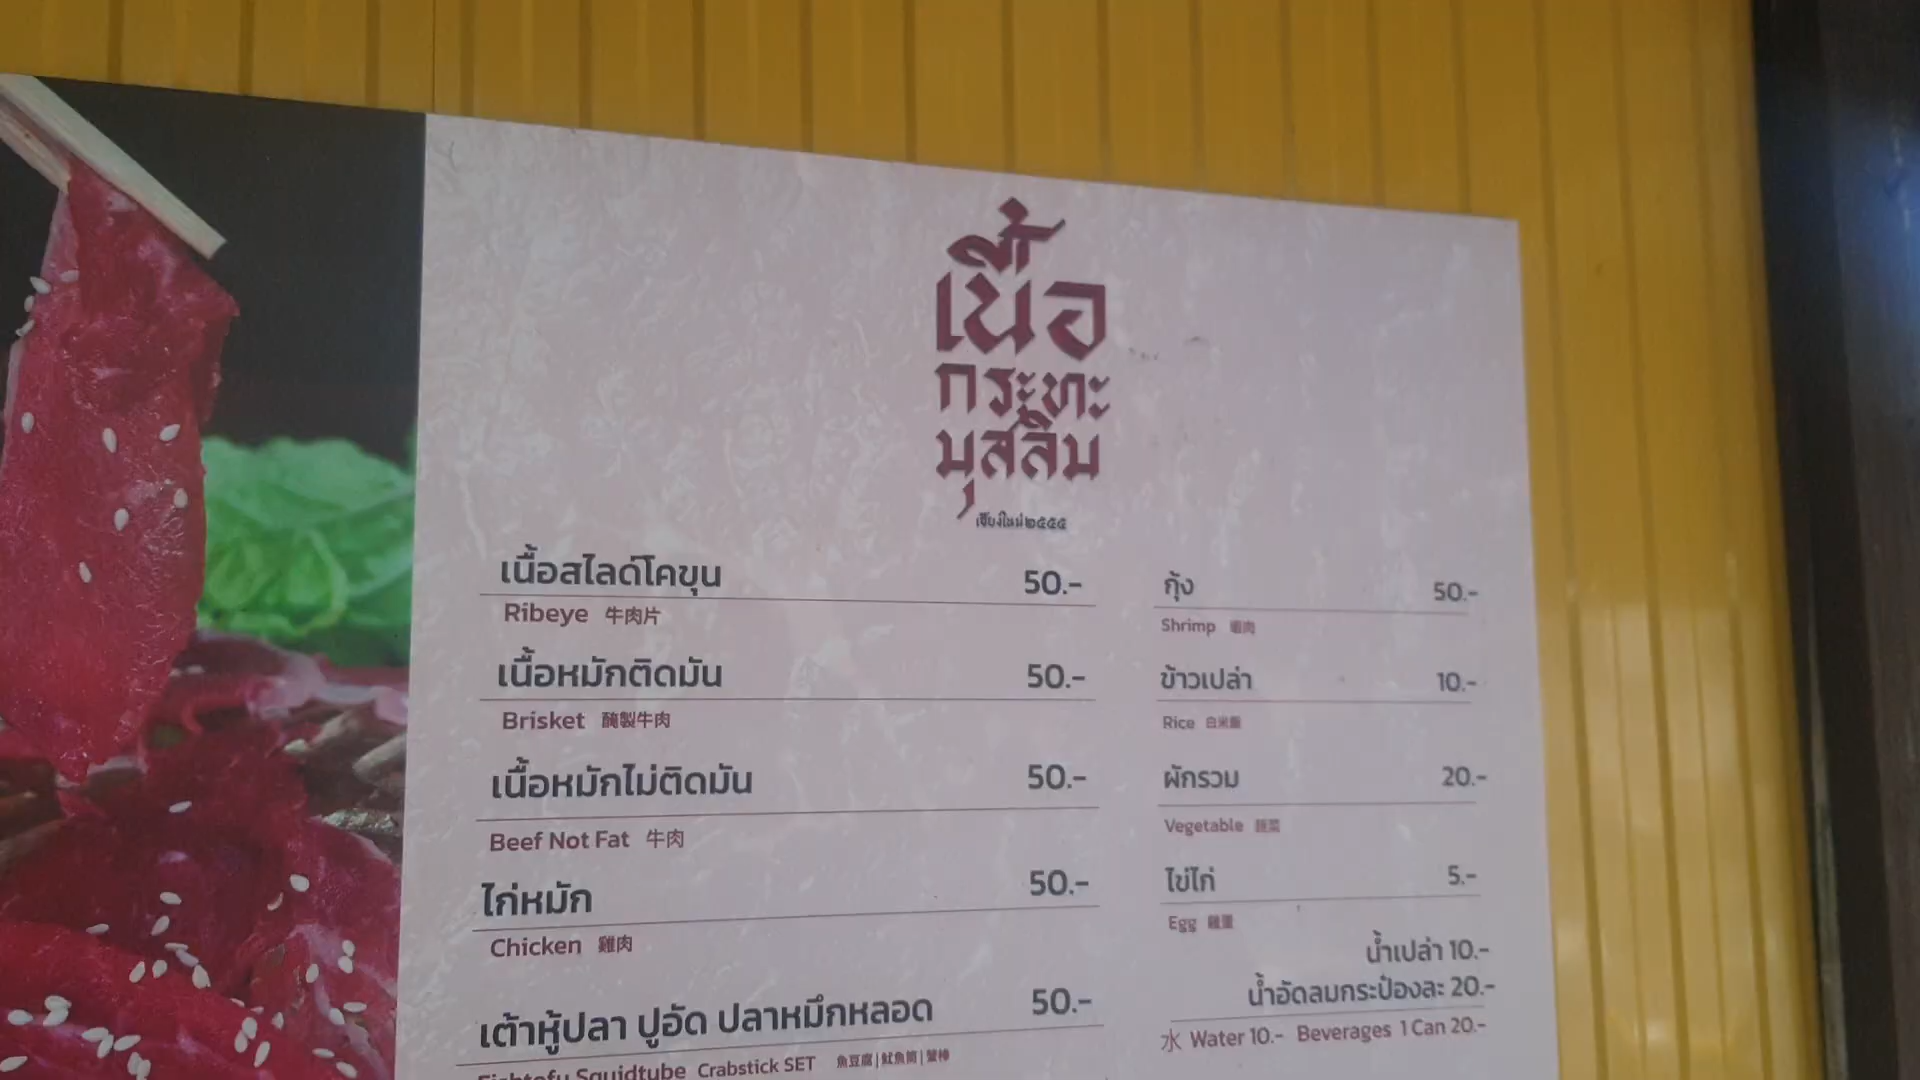 เนื้อ
กระทะ
มุสลิม
เชียงใหม่๒๕๕๕
เนื้อสไลด์โคขุน 50.-
Ribeye 牛肉片
เนื้อหมักติดมัน 50.-
Brisket 醃製牛肉
เนื้อหมักไม่ติดมัน 50.-
Beef Not Fat 牛肉
ไก่หมัก 50.-
Chicken 雞肉
เต้าหู้ปลา ปูอัด ปลาหมึกหลอด 50.-
Fishtofu Squidtube Crabstick SET 魚豆腐|魷魚筒|蟹棒
กุ้ง 50.-
Shrimp 蝦肉
ข้าวเปล่า 10.-
Rice 白米飯
ผักรวม 20.-
Vegetable 蔬菜
ไข่ไก่ 5.-
Egg 雞蛋
น้ำเปล่า 10.-
น้ำอัดลมกระป๋องละ 20.-
水 Water 10.- Beverages 1 Can 20.-